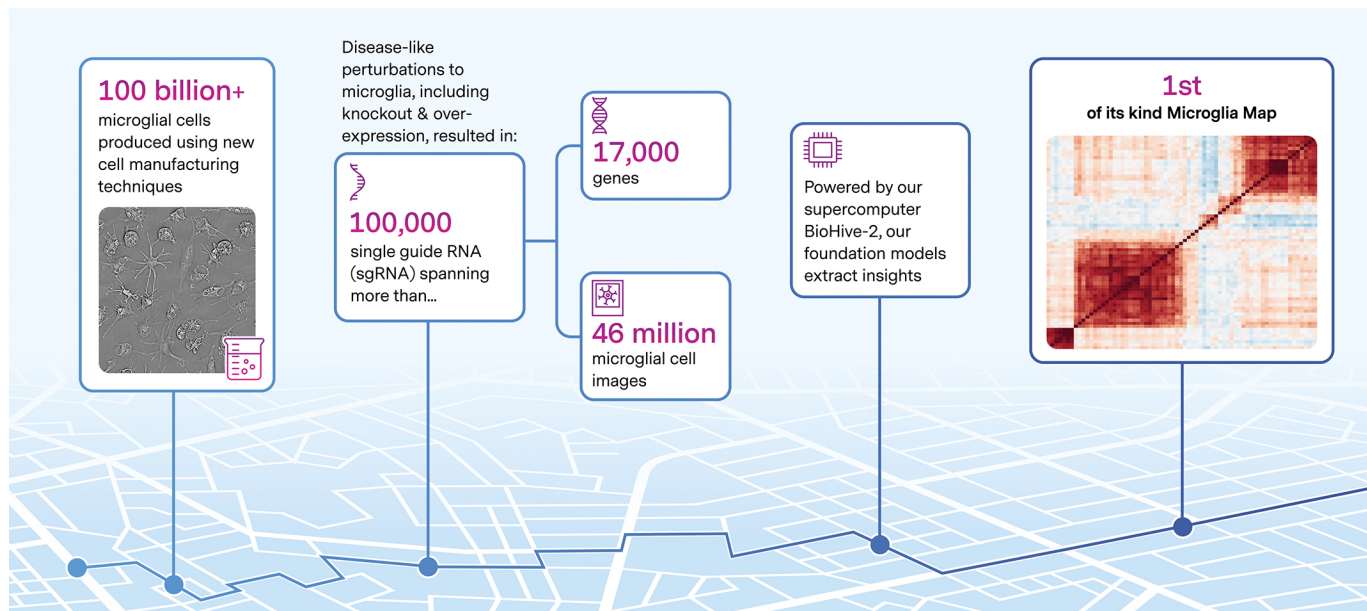 100 billion+
microglial cells
produced using new
cell manufacturing
techniques
Disease-like
perturbations to
microglia, including
knockout & over-
expression, resulted in:
100,000
single guide RNA
(sgRNA) spanning
more than...
17,000
genes
46 million
microglial cell
images
Powered by our
supercomputer
BioHive-2, our
foundation models
extract insights
1st
of its kind Microglia Map